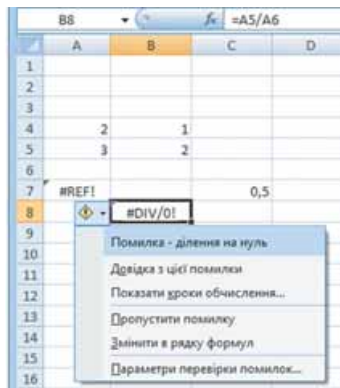 B8 fx =A5/A6
A B C D
1
2
3
4 2 1
5 3 2
6
7 #REF! 0,5
8 #DIV/0!
9 Помилка - ділення на нуль
10 Довідка з цієї помилки
11
12 Показати кроки обчислення...
13 Пропустити помилку
14 Змінити в рядку формул
15 Параметри перевірки помилок...
16